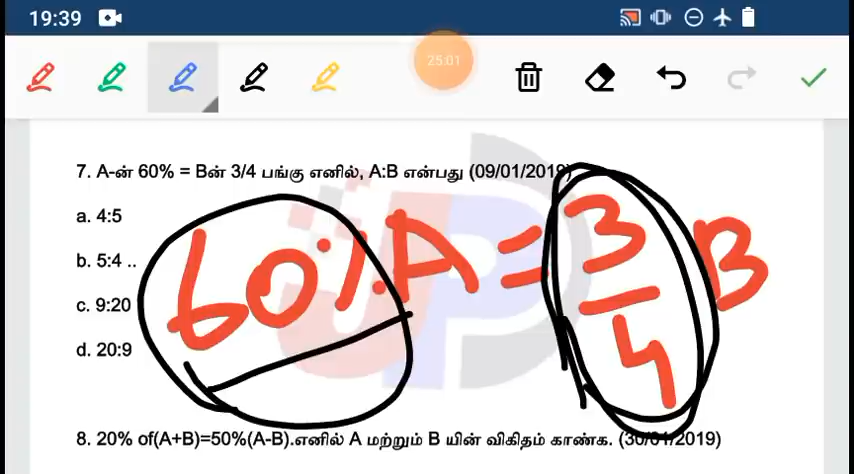 19:39
25:01
7. A-ன் 60% = Bன் 3/4 பங்கு எனில், A:B என்பது (09/01/2019)
a. 4:5
b. 5:4 ..
c. 9:20
d. 20:9
60% A = 3/4 B
8. 20% of(A+B)=50%(A-B).எனில் A மற்றும் B யின் விகிதம் காண்க. (30/01/2019)